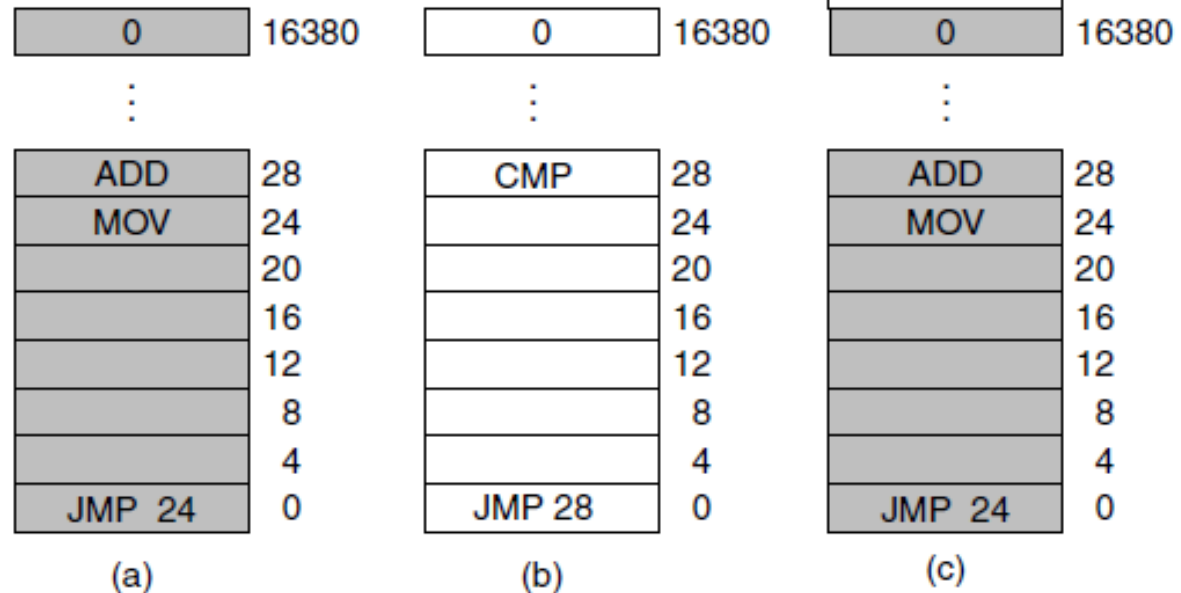 0 16380 0 16380 0 16380
⋮ ⋮ ⋮
ADD 28 CMP 28 ADD 28
MOV 24 24 MOV 24
20 20 20
16 16 16
12 12 12
8 8 8
4 4 4
JMP 24 0 JMP 28 0 JMP 24 0
(a) (b) (c)